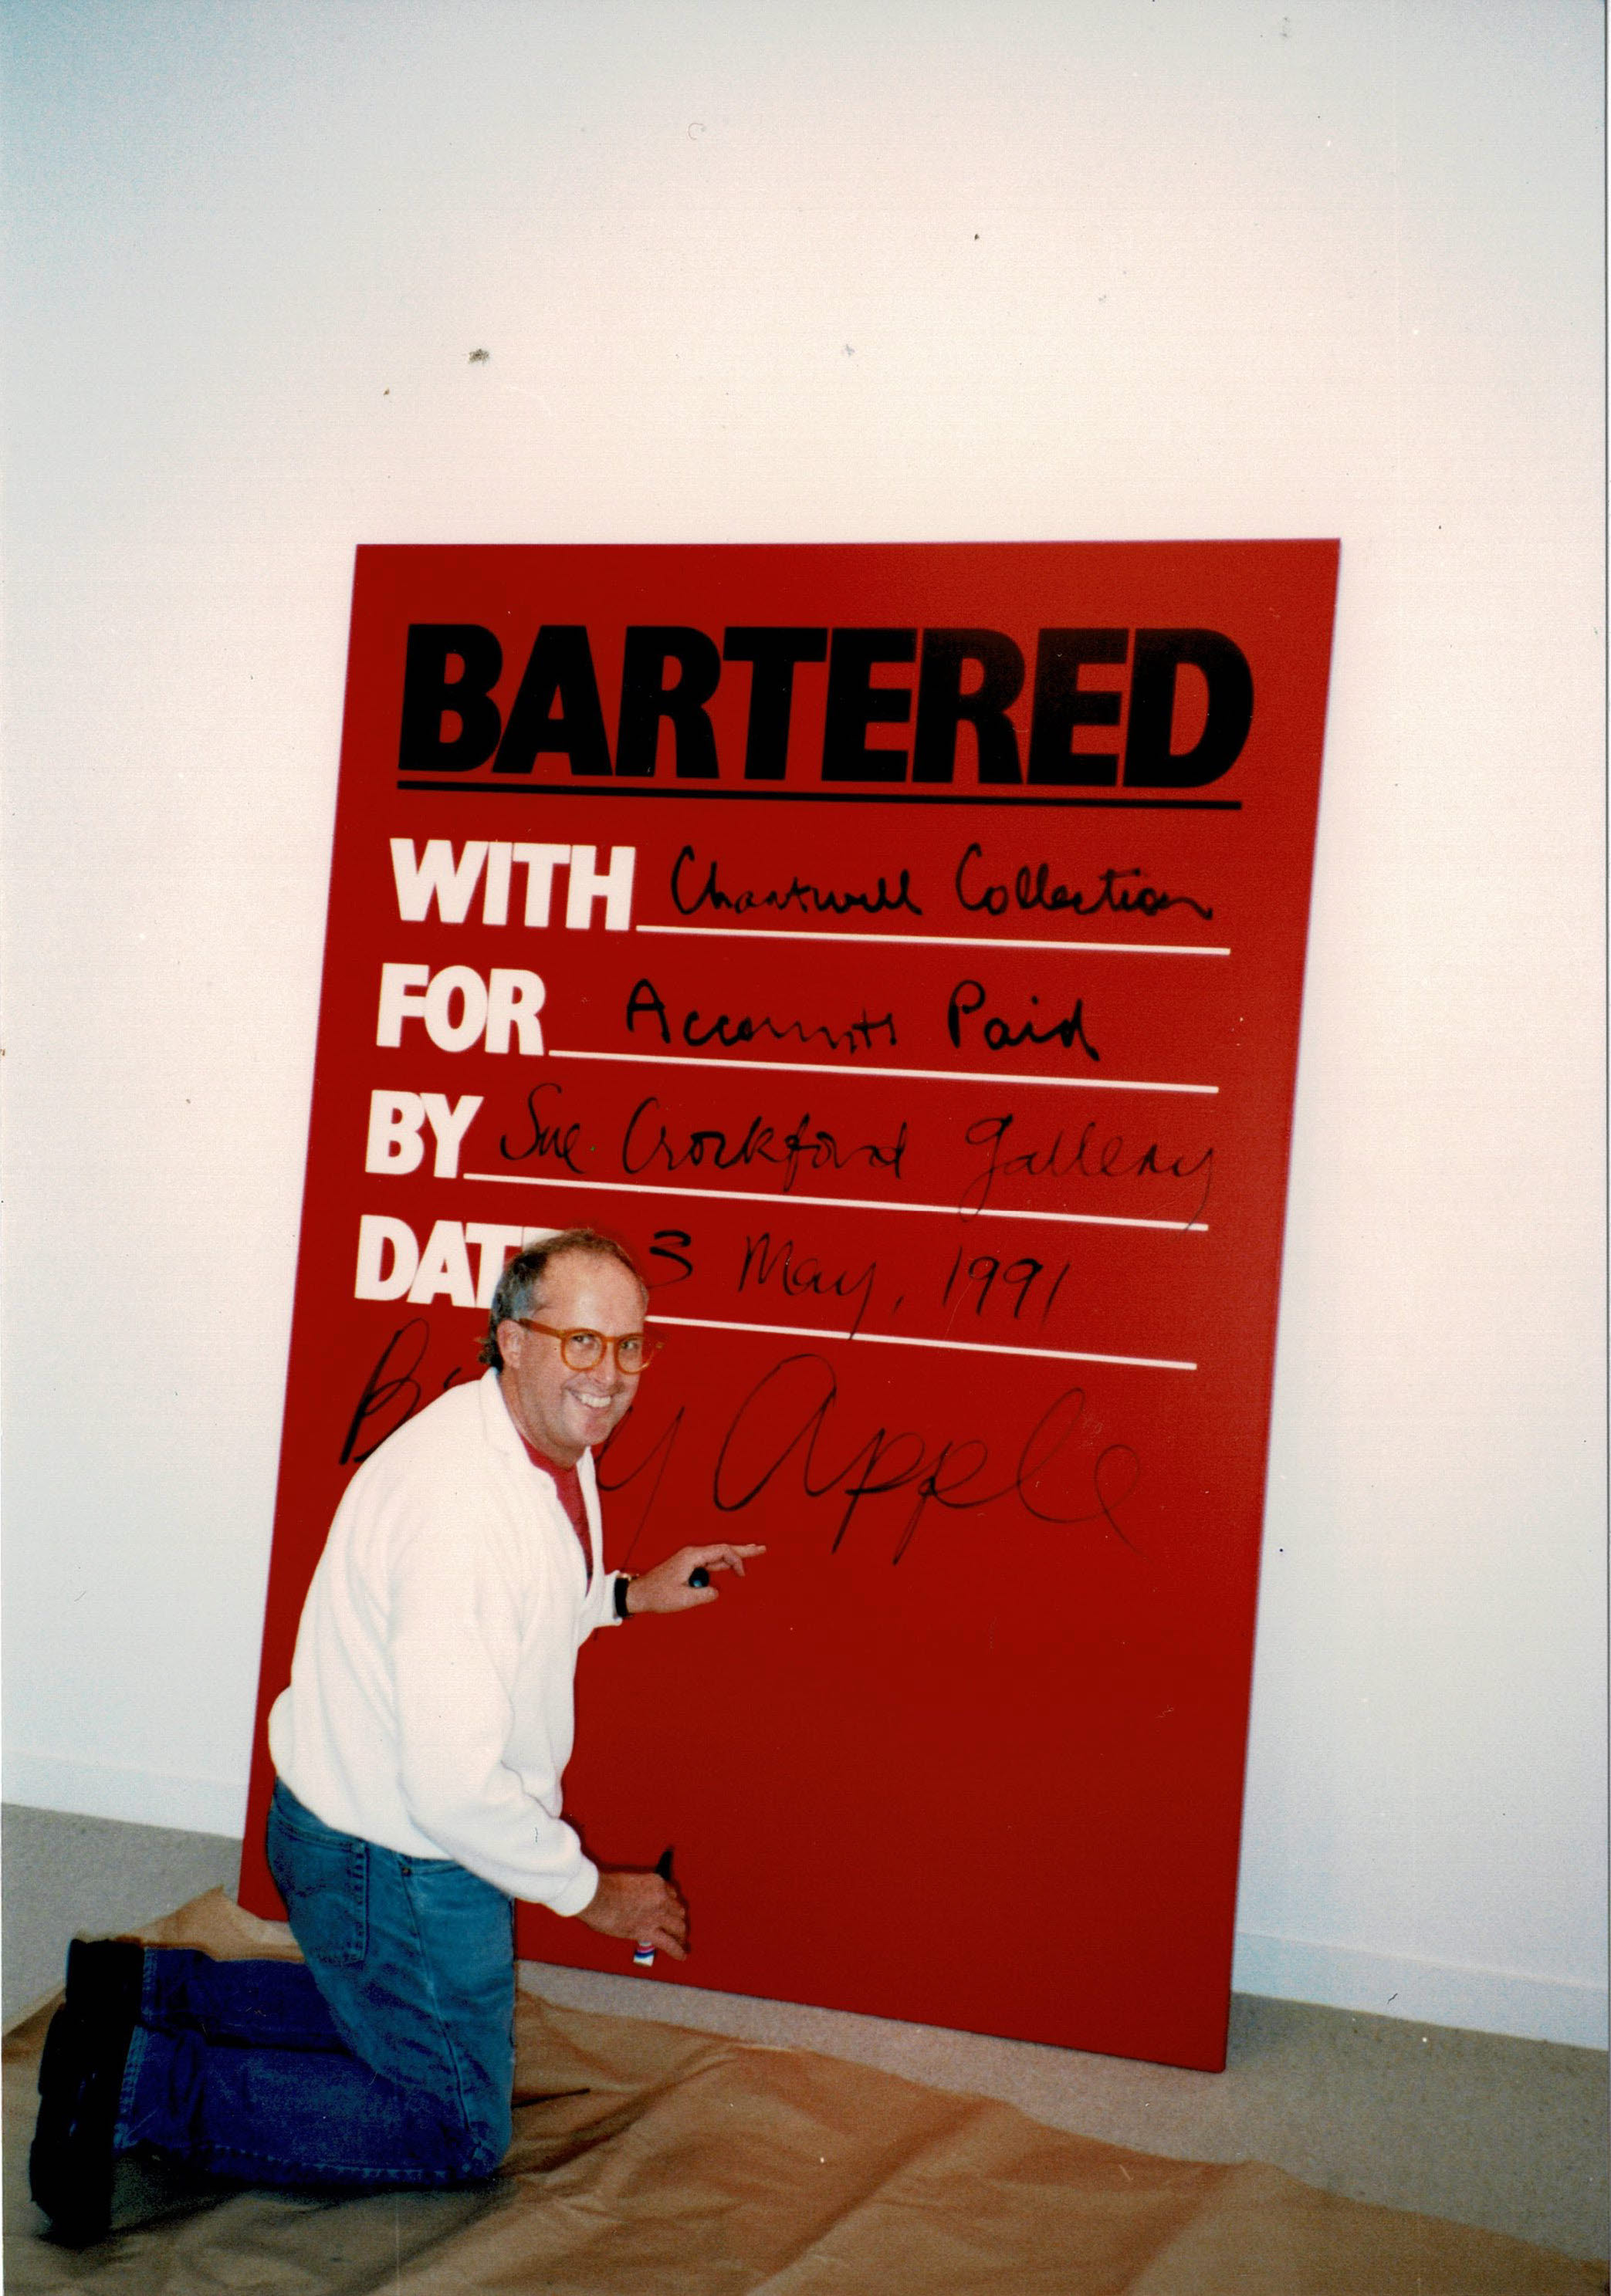 BARTERED
WITH Chartwell Collection
FOR Accounts Paid
BY Sue Crockford Gallery
DAT 3 May, 1991
B y Apple